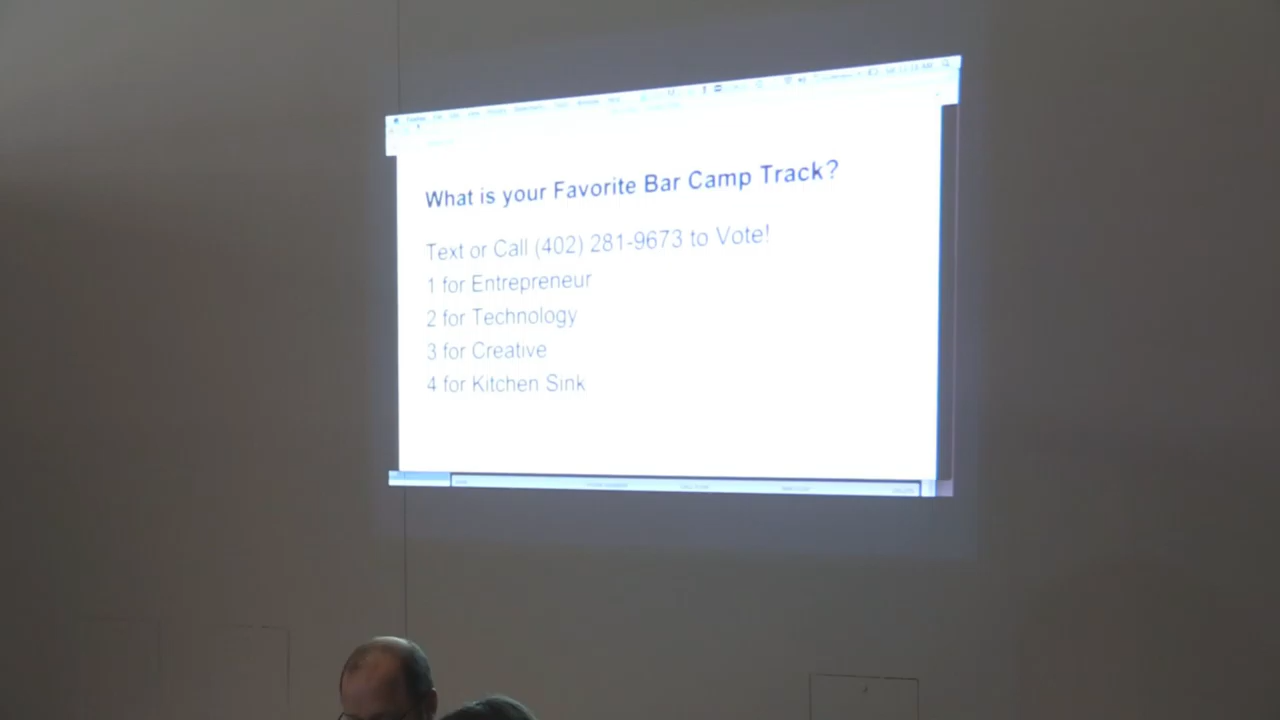 What is your Favorite Bar Camp Track?
Text or Call (402) 281-9673 to Vote!
1 for Entrepreneur
2 for Technology
3 for Creative
4 for Kitchen Sink